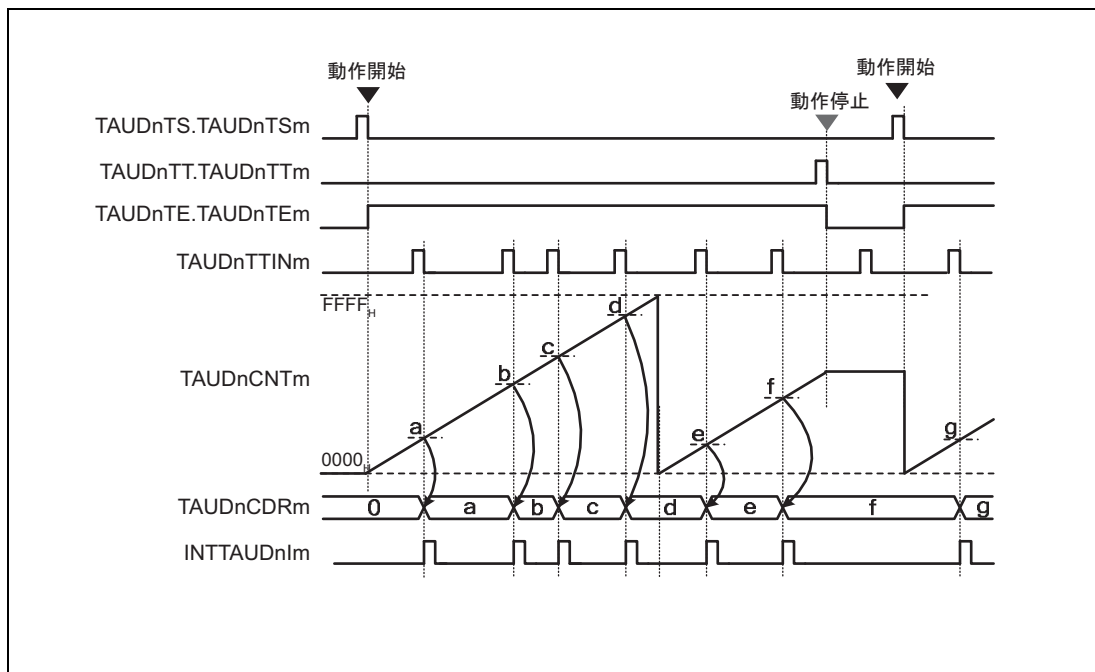 動作開始
動作開始
動作停止
TAUDnTS.TAUDnTSm
TAUDnTT.TAUDnTTm
TAUDnTE.TAUDnTEm
TAUDnTTINm
FFFFH
d
c
b
f
TAUDnCNTm
a
e
g
0000H
TAUDnCDRm
0 a b c d e f g
INTTAUDnIm